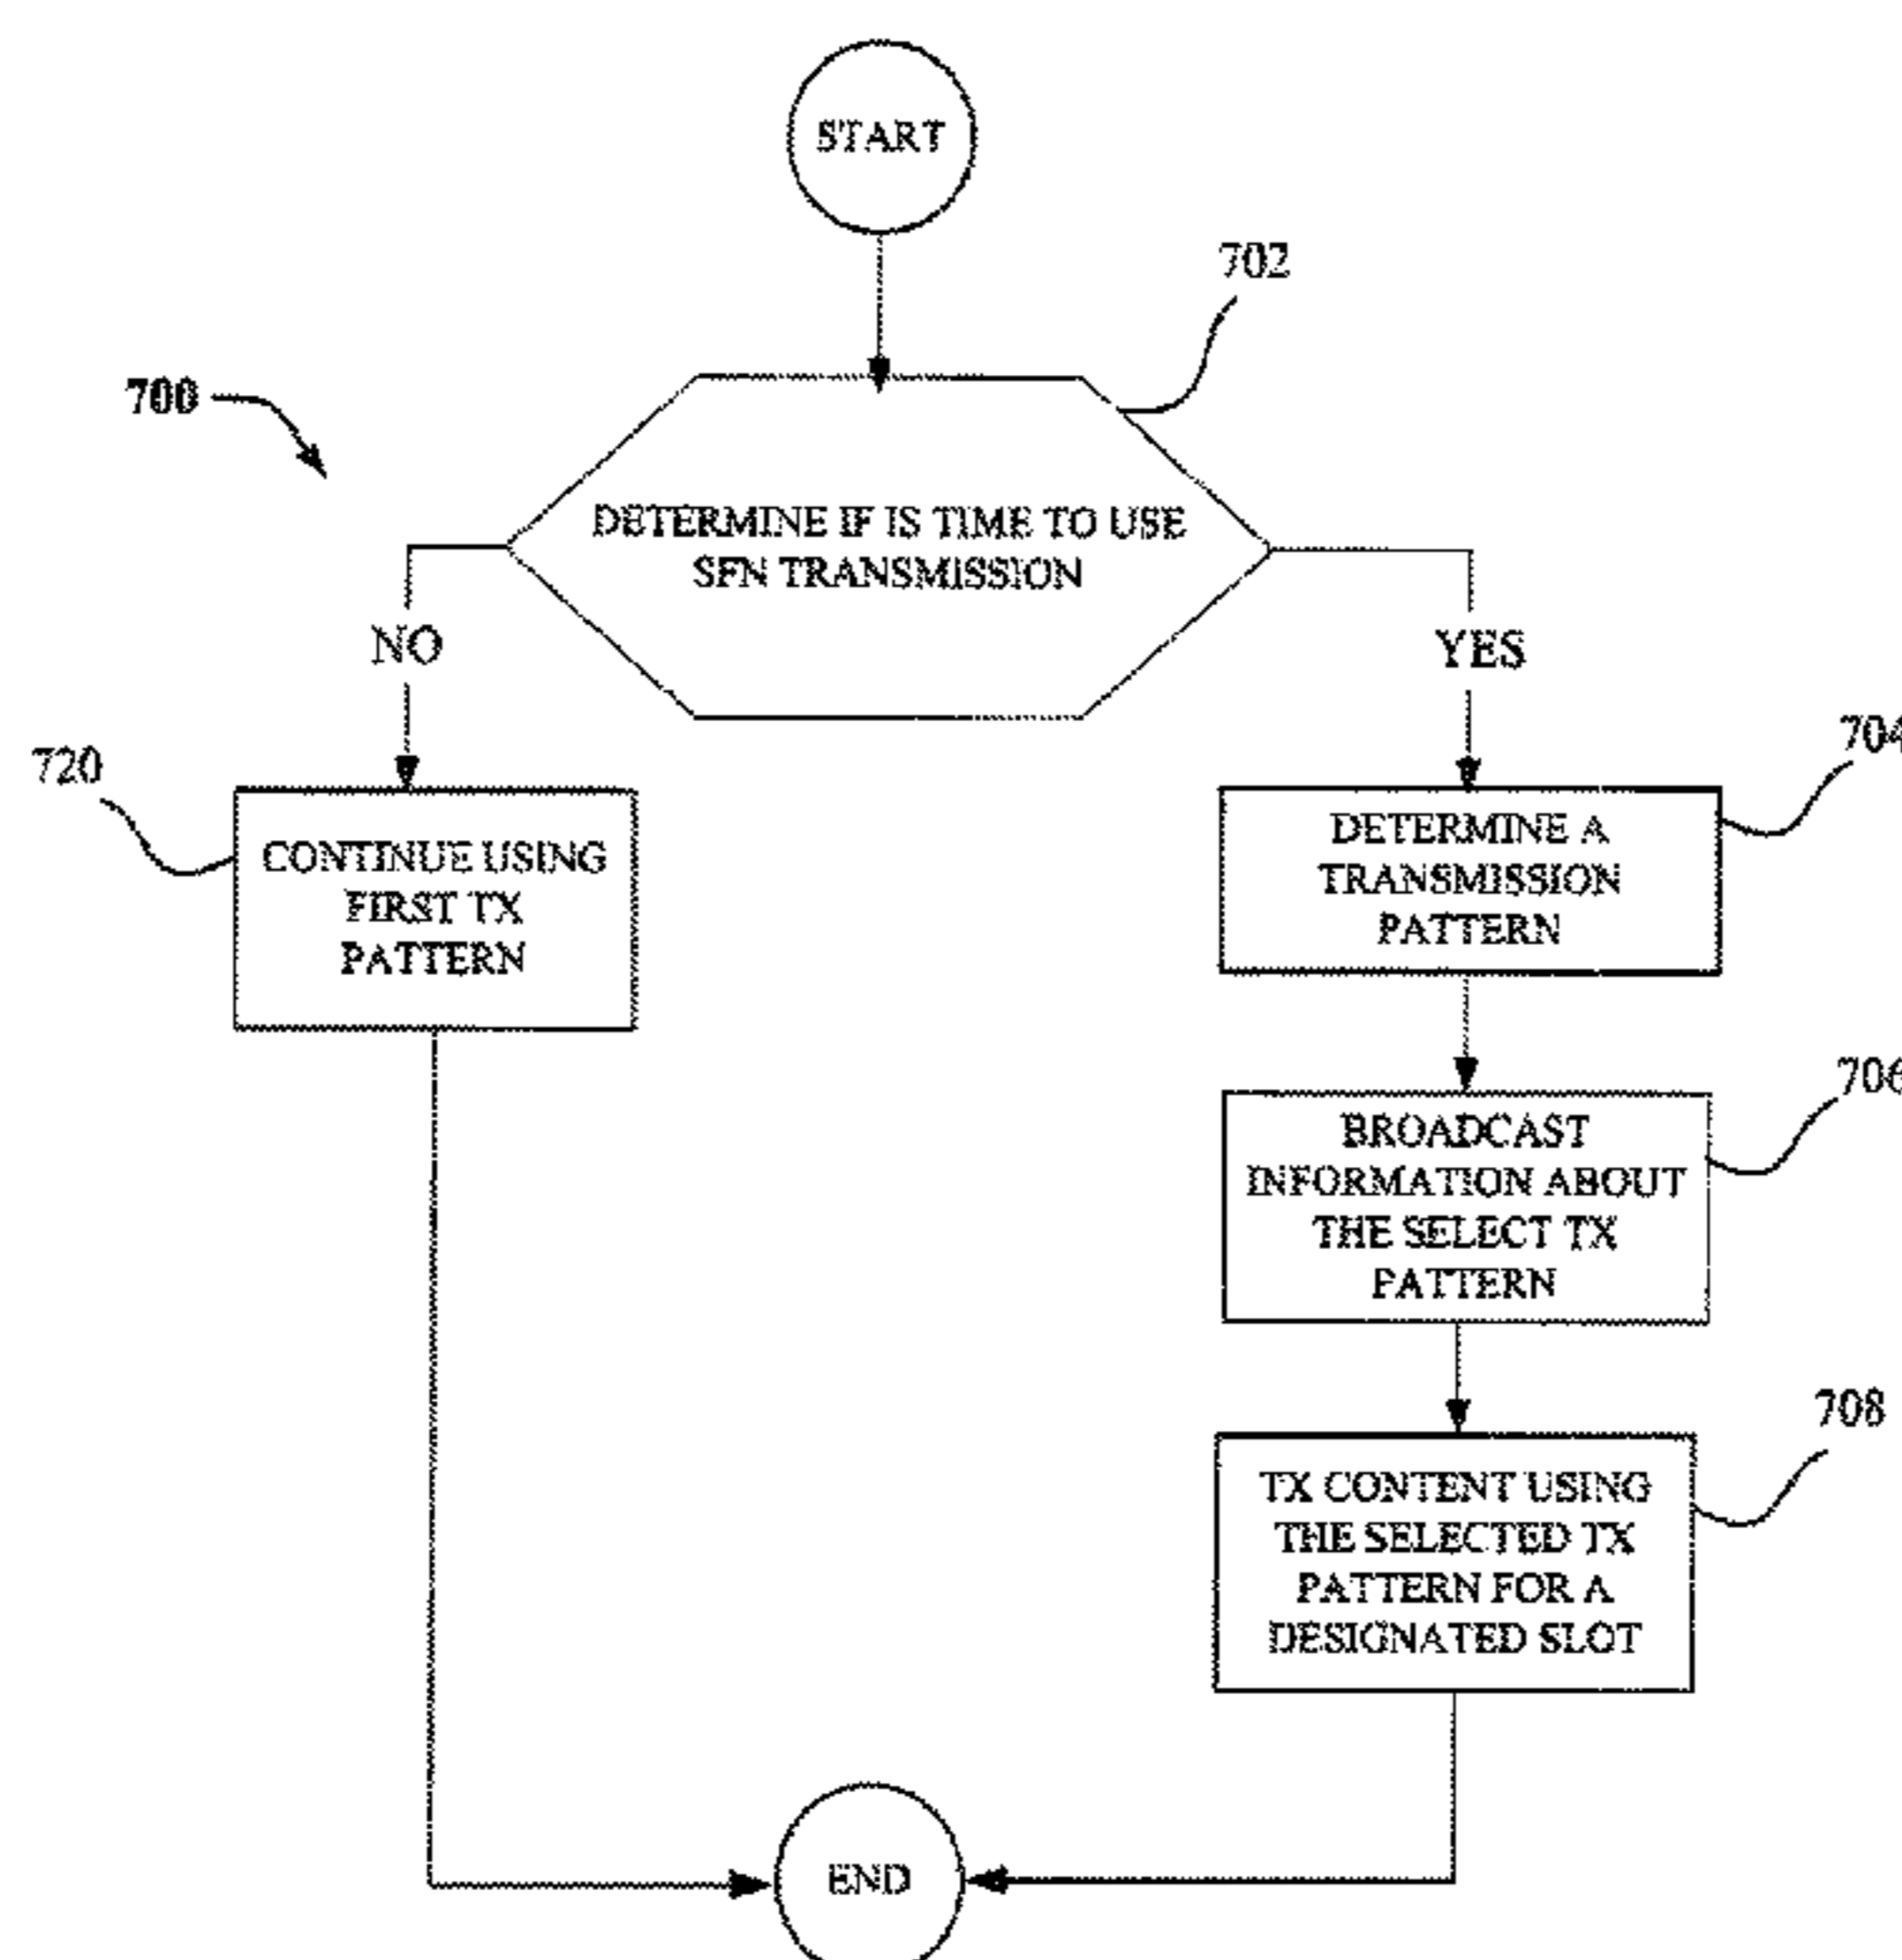 START
702
700
DETERMINE IF IS TIME TO USE
SFN TRANSMISSION
NO
YES
704
720
CONTINUE USING
FIRST TX
PATTERN
DETERMINE A
TRANSMISSION
PATTERN
706
BROADCAST
INFORMATION ABOUT
THE SELECT TX
PATTERN
708
TX CONTENT USING
THE SELECTED TX
PATTERN FOR A
DESIGNATED SLOT
END